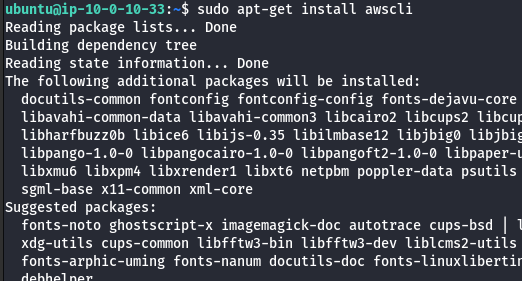 ubuntu@ip-10-0-10-33:~$ sudo apt-get install awscli
Reading package lists... Done
Building dependency tree
Reading state information... Done
The following additional packages will be installed:
docutils-common fontconfig fontconfig-config fonts-dejavu-core
libavahi-common-data libavahi-common3 libcairo2 libcups2 libcup
libharfbuzz0b libice6 libijs-0.35 libilmbase12 libjbig0 libjbig
libpango-1.0-0 libpangocairo-1.0-0 libpangoft2-1.0-0 libpaper-u
libxmu6 libxpm4 libxrender1 libxt6 netpbm poppler-data psutils
sgml-base x11-common xml-core
Suggested packages:
fonts-noto ghostscript-x imagemagick-doc autotrace cups-bsd | l
xdg-utils cups-common libfftw3-bin libfftw3-dev liblcms2-utils
fonts-arphic-uming fonts-nanum docutils-doc fonts-linuxlibertin
debhelper